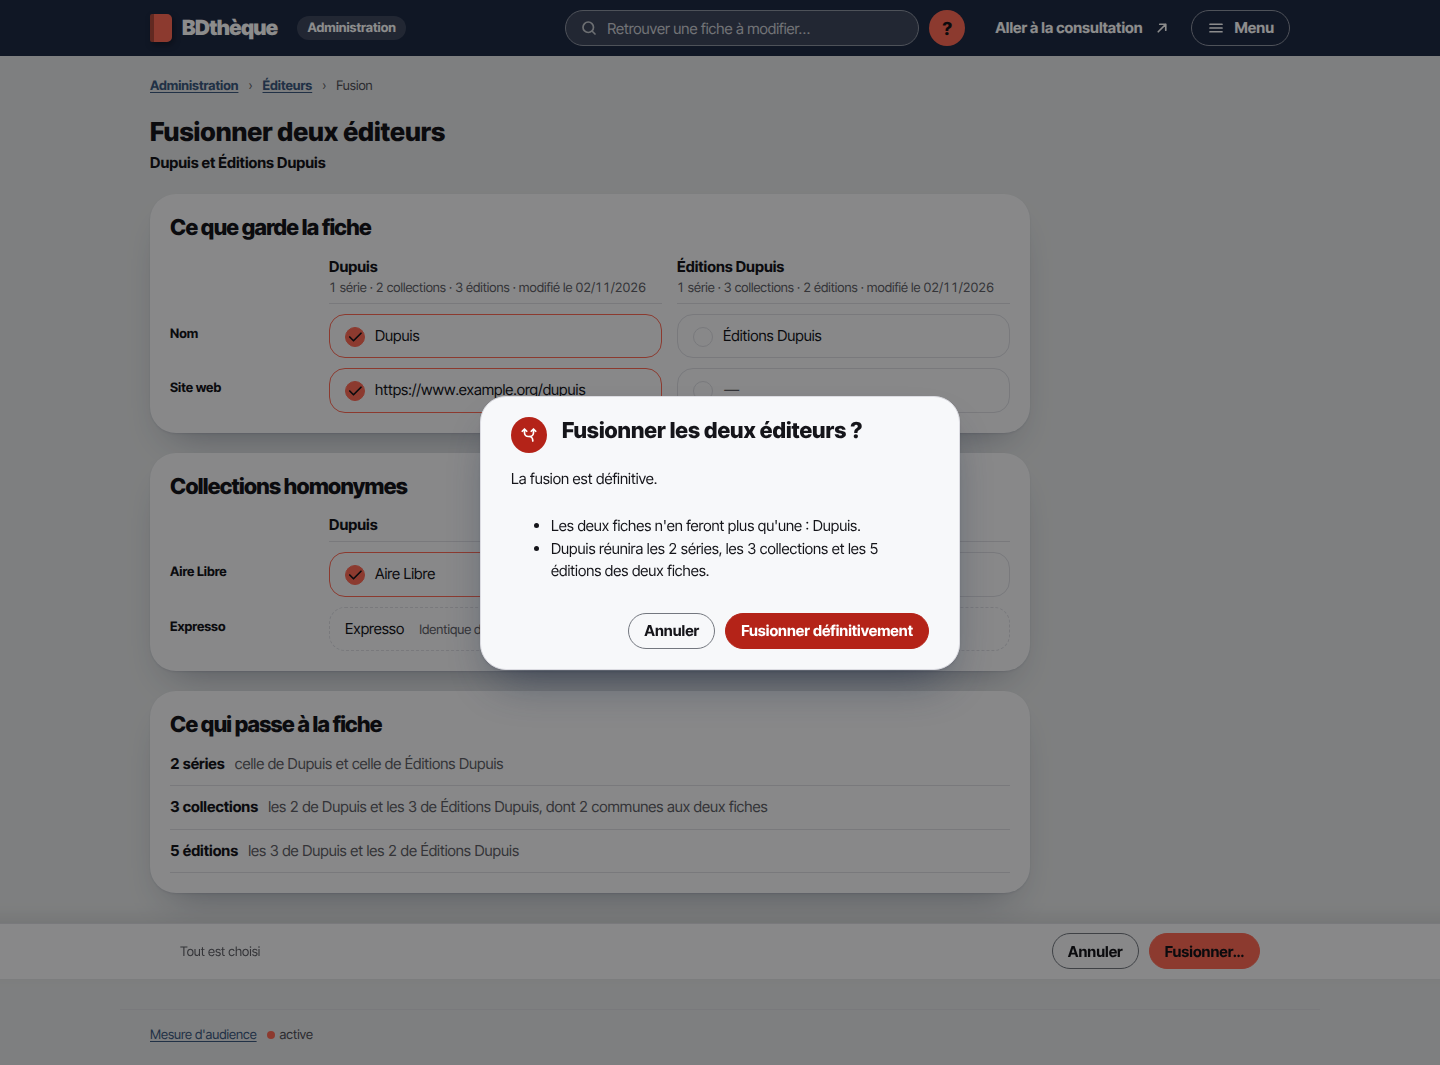 BDthèque
Administration
Retrouver une fiche à modifier...
?
Aller à la consultation
Menu
Administration › Éditeurs › Fusion
Fusionner deux éditeurs
Dupuis et Éditions Dupuis
Ce que garde la fiche
Dupuis
1 série · 2 collections · 3 éditions · modifié le 02/11/2026
Éditions Dupuis
1 série · 3 collections · 2 éditions · modifié le 02/11/2026
Nom
Dupuis
Éditions Dupuis
Site web
https://www.example.org/dupuis
—
Collections homonymes
Dupuis
Aire Libre
Aire Libre
Expresso
Expresso
Identique
Fusionner les deux éditeurs ?
La fusion est définitive.
• Les deux fiches n'en feront plus qu'une : Dupuis.
• Dupuis réunira les 2 séries, les 3 collections et les 5
éditions des deux fiches.
Annuler
Fusionner définitivement
Ce qui passe à la fiche
2 séries celle de Dupuis et celle de Éditions Dupuis
3 collections les 2 de Dupuis et les 3 de Éditions Dupuis, dont 2 communes aux deux fiches
5 éditions les 3 de Dupuis et les 2 de Éditions Dupuis
Tout est choisi
Annuler
Fusionner...
Mesure d'audience
active